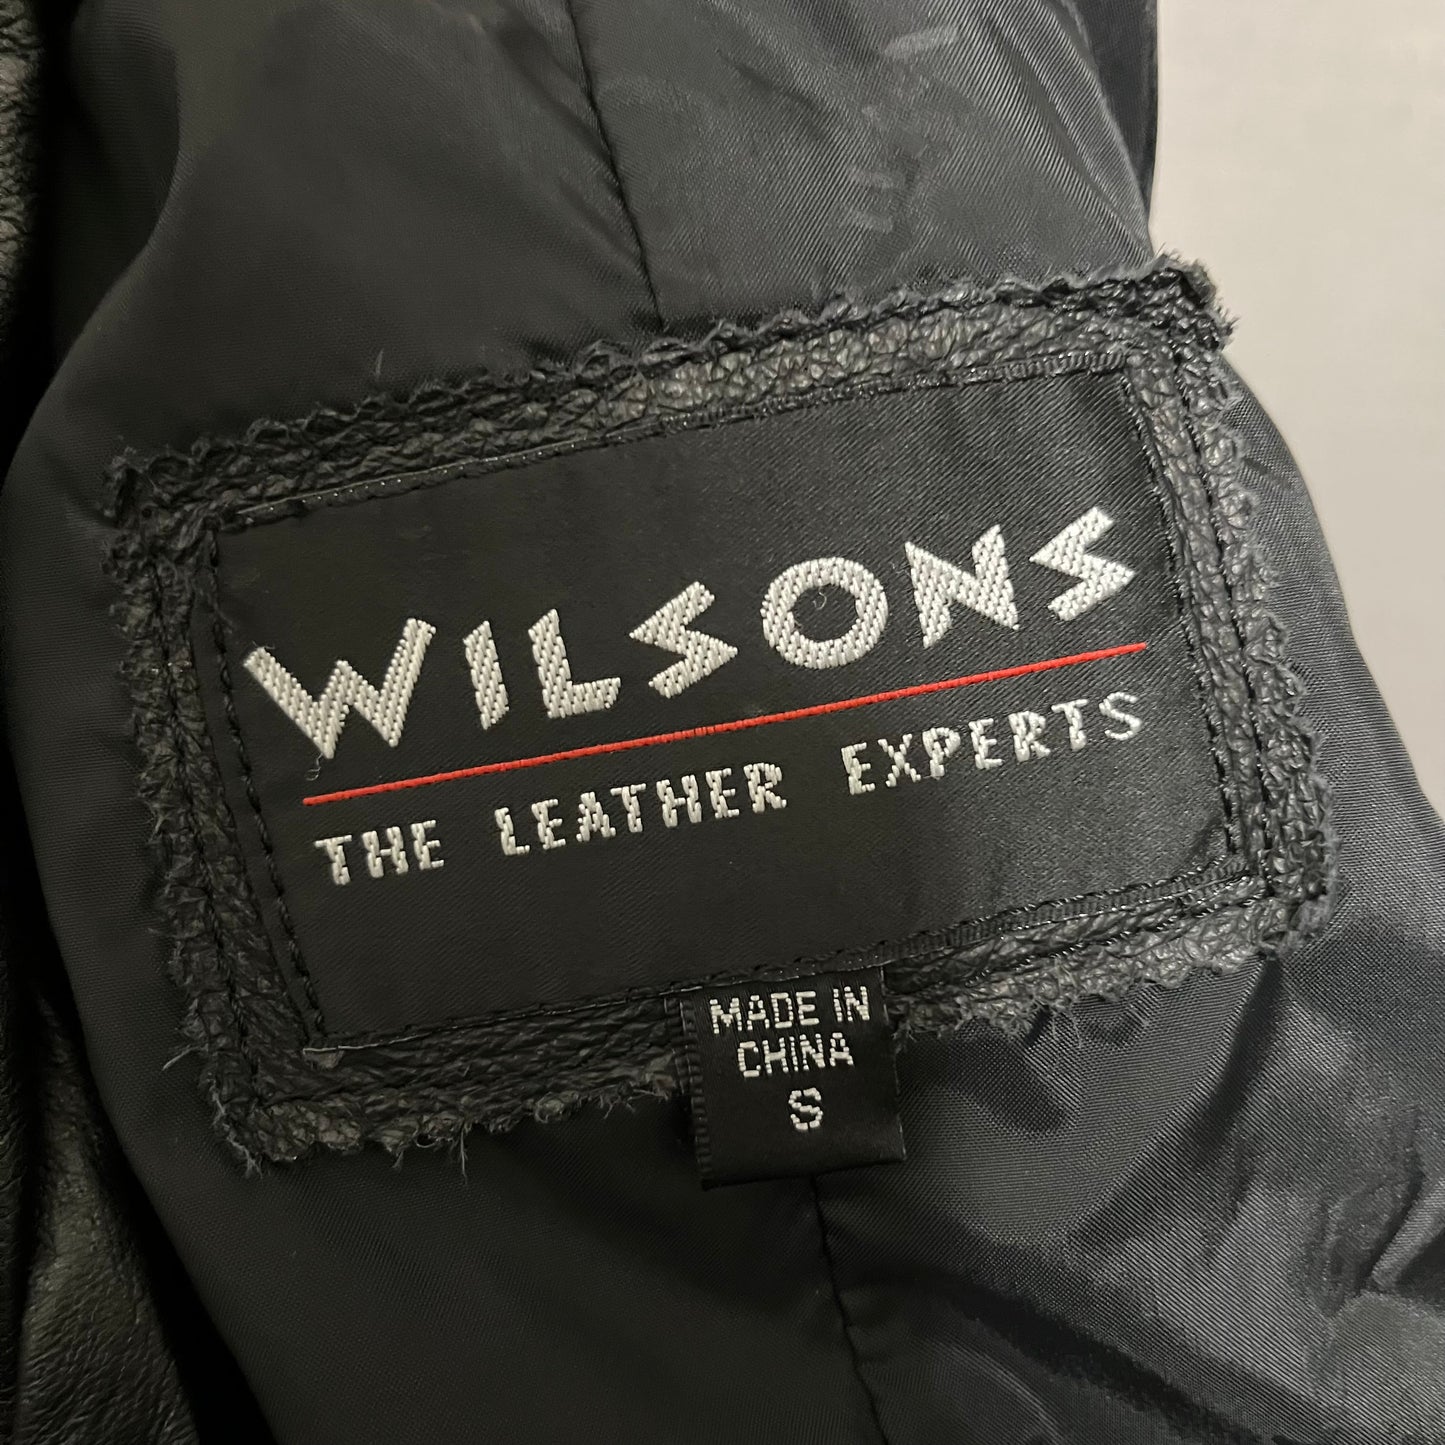 WILSONS
THE LEATHER EXPERTS
MADE IN
CHINA
S